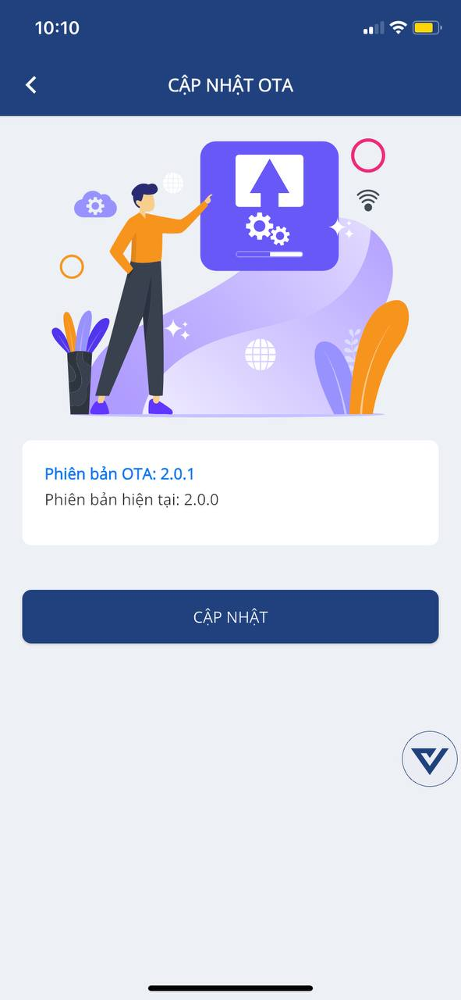 10:10
CẬP NHẬT OTA
Phiên bản OTA: 2.0.1
Phiên bản hiện tại: 2.0.0
CẬP NHẬT